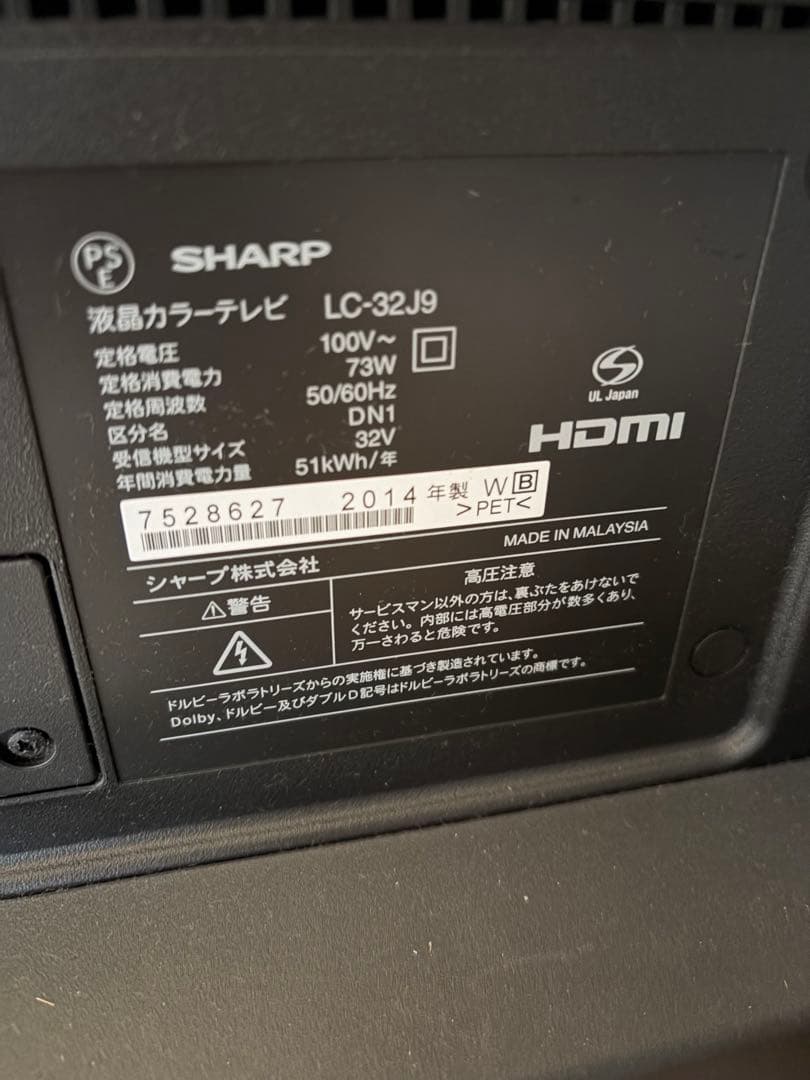 PSE SHARP
液晶カラーテレビ LC-32J9
定格電圧 100V～
定格消費電力 73W
定格周波数 50/60Hz
区分名 DN1
受信機型サイズ 32V
年間消費電力量 51kWh/年
S
UL Japan
HDMI
7528627 2014年製 W B
>PET<
MADE IN MALAYSIA
シャープ株式会社
⚠警告
高圧注意
サービスマン以外の方は、裏ぶたをあけないで
ください。内部には高電圧部分が数多くあり、
万一さわると危険です。
ドルビーラボラトリーズからの実施権に基づき製造されています。
Dolby、ドルビー及びダブルD記号はドルビーラボラトリーズの商標です。